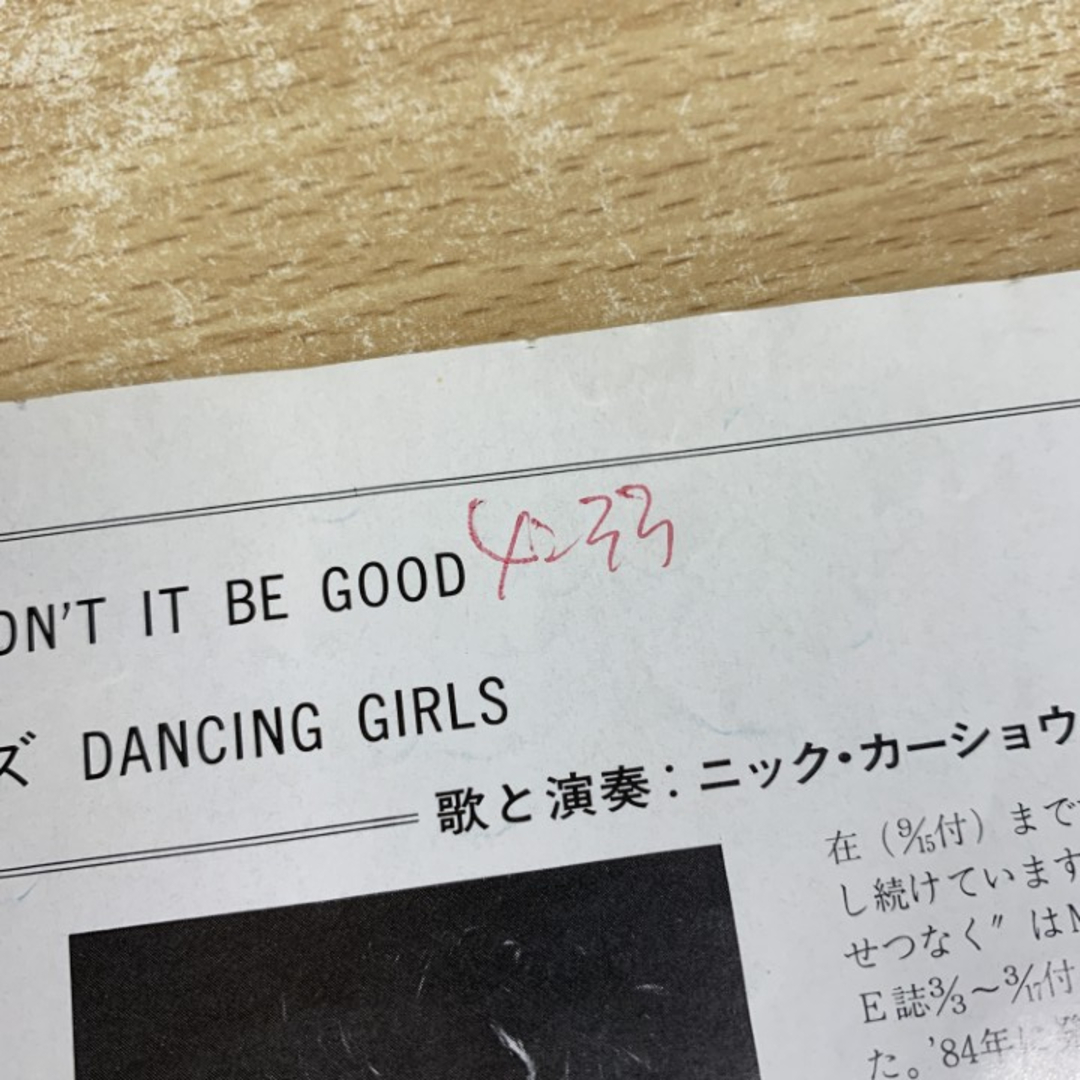 ON'T IT BE GOOD
ズ DANCING GIRLS
歌と演奏:ニック・カーショウ
在(9/15付)まで
し続けています
せつなく〃はM
E誌3/3~3/17付
た。'84年に発